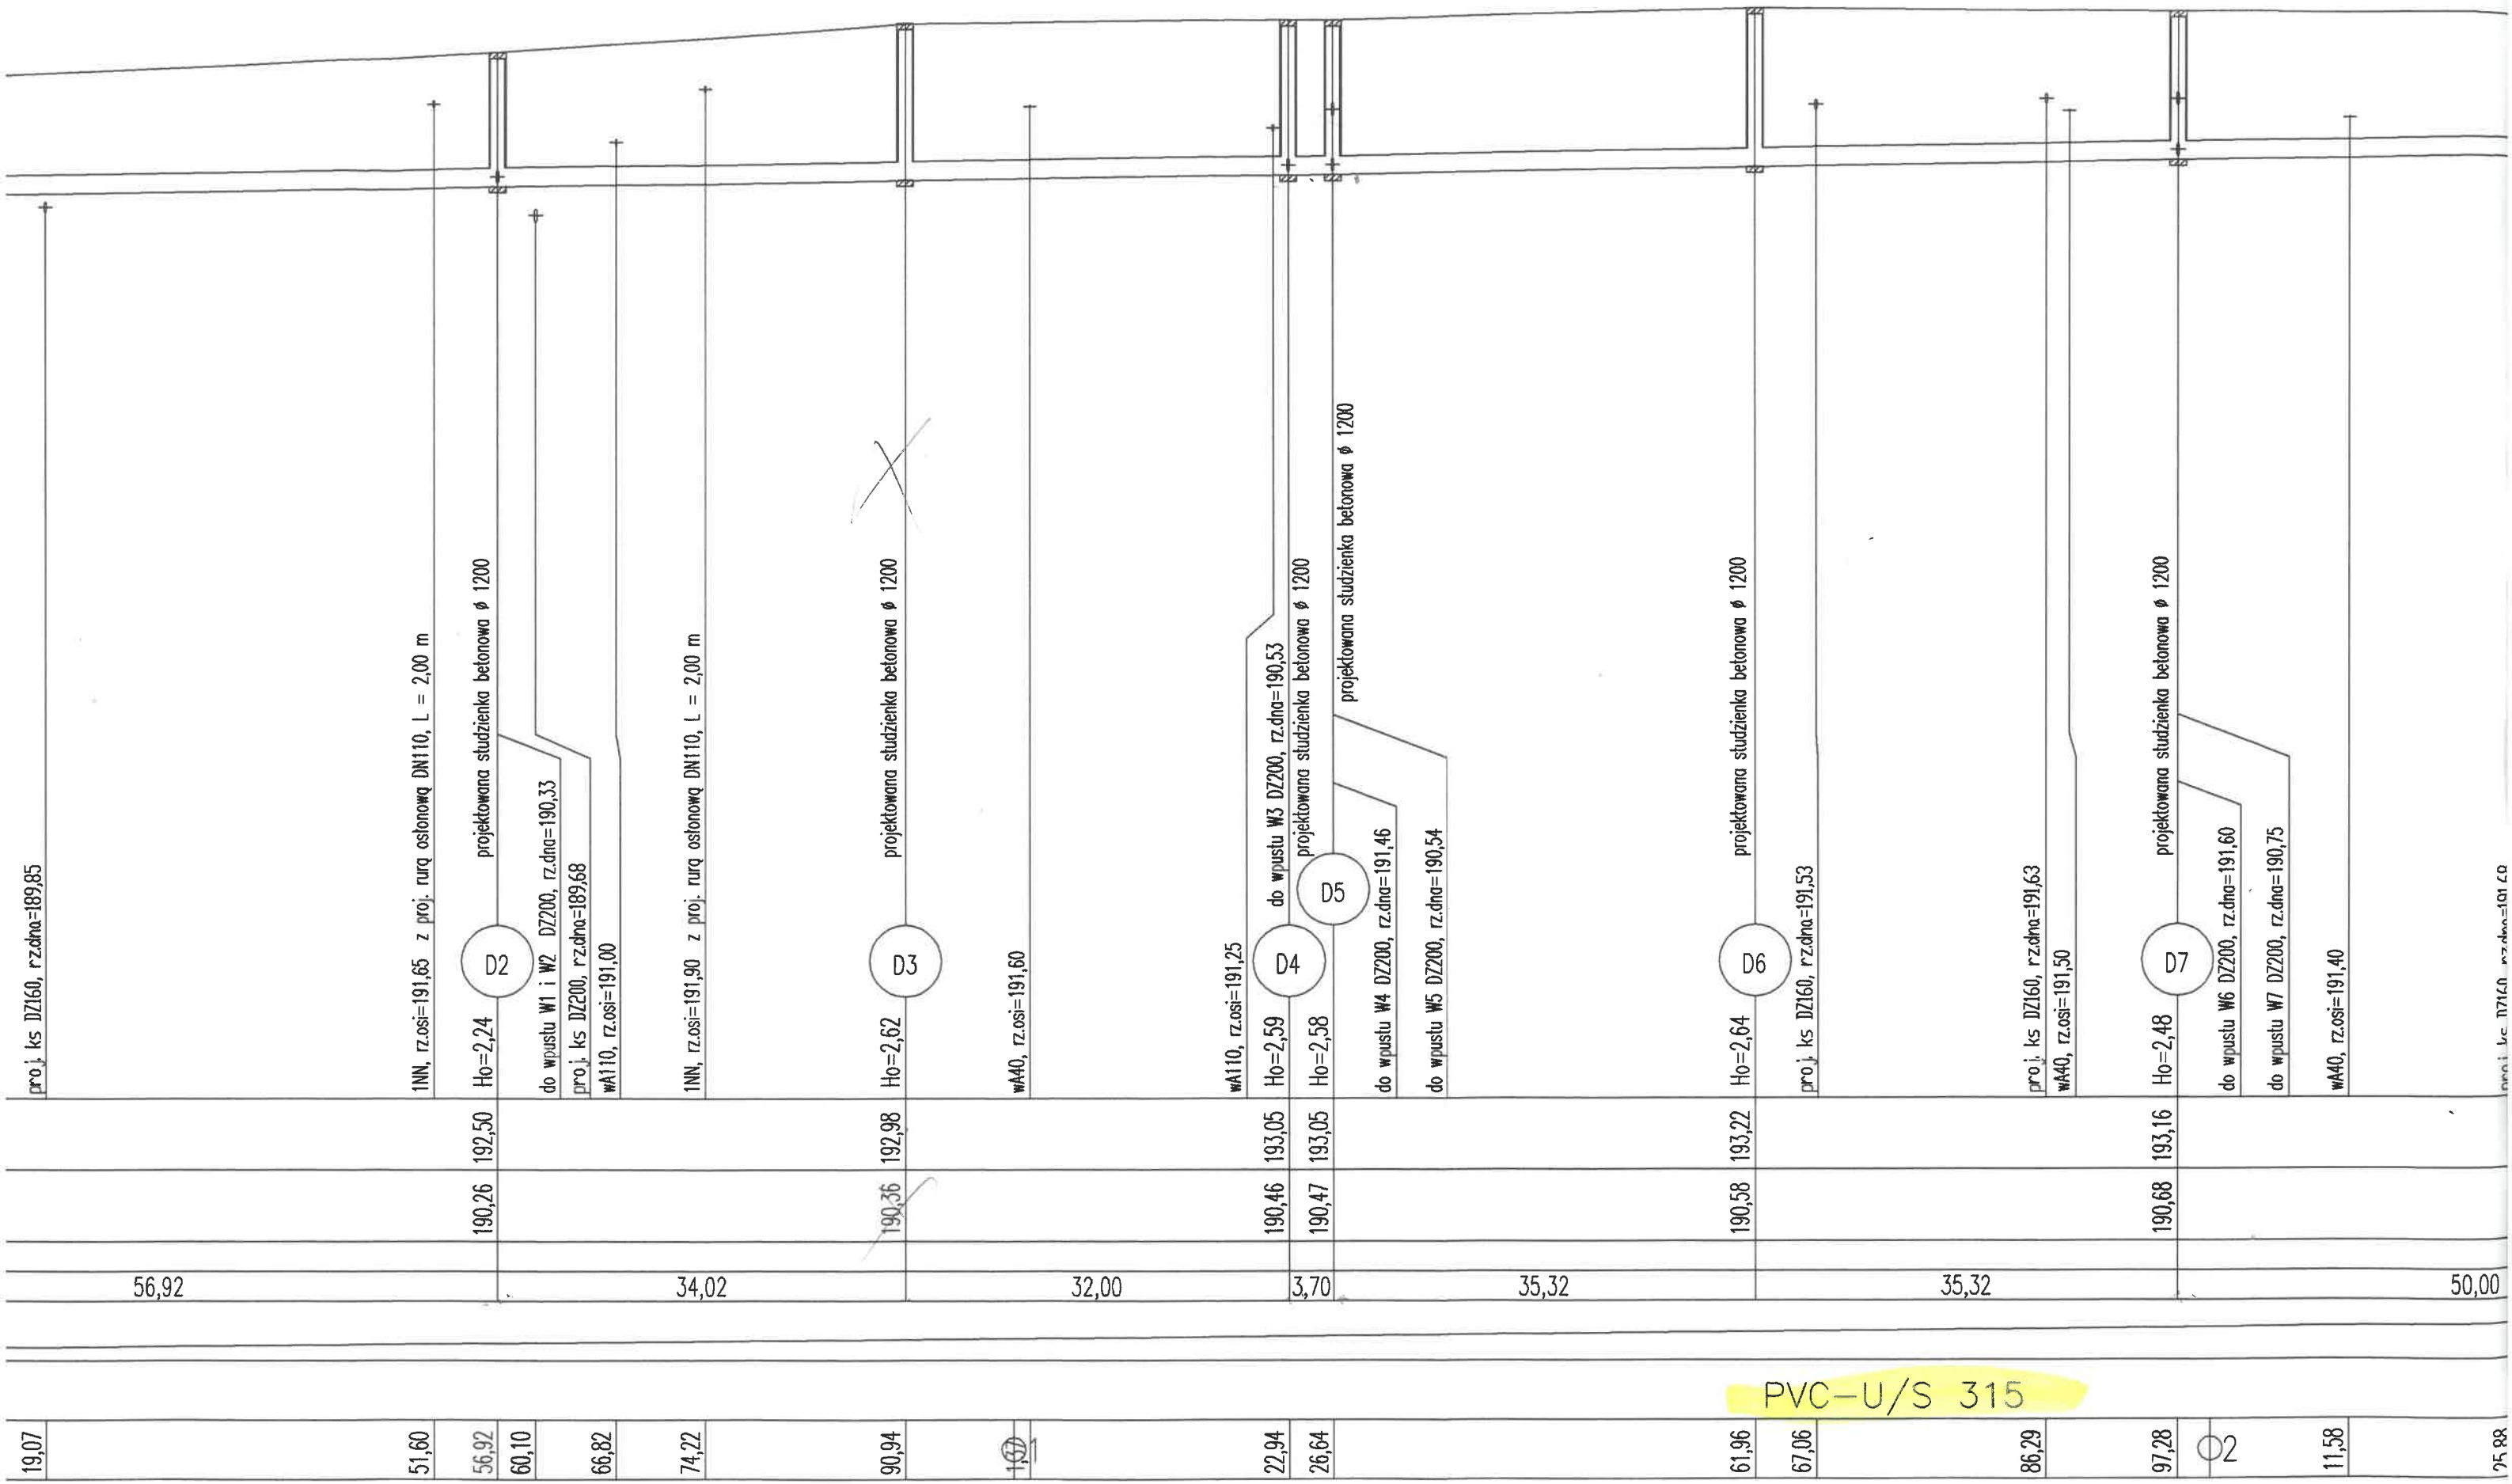 proj. ks DZ160, rz.dna=189,85
1NN, rz.osi=191,65 z proj. rurą osłonową DN110, L = 2,00 m
projektowana studzienka betonowa ø 1200
D2
Ho=2,24
do wpustu W1 i W2 DZ200, rz.dna=190,33
proj. ks DZ200, rz.dna=189,68
wA110, rz.osi=191,00
1NN, rz.osi=191,90 z proj. rurą osłonową DN110, L = 2,00 m
projektowana studzienka betonowa ø 1200
D3
Ho=2,62
wA40, rz.osi=191,60
wA110, rz.osi=191,25
do wpustu W3 DZ200, rz.dna=190,53
D4
Ho=2,59
projektowana studzienka betonowa ø 1200
D5
Ho=2,58
projektowana studzienka betonowa ø 1200
do wpustu W4 DZ200, rz.dna=191,46
do wpustu W5 DZ200, rz.dna=190,54
projektowana studzienka betonowa ø 1200
D6
Ho=2,64
proj. ks DZ160, rz.dna=191,53
proj. ks DZ160, rz.dna=191,63
wA40, rz.osi=191,50
projektowana studzienka betonowa ø 1200
D7
Ho=2,48
do wpustu W6 DZ200, rz.dna=191,60
do wpustu W7 DZ200, rz.dna=190,75
wA40, rz.osi=191,40
192,50 192,98 193,05 193,05 193,22 193,16
190,26 190,36 190,46 190,47 190,58 190,68
56,92 34,02 32,00 3,70 35,32 35,32 50,00
PVC-U/S 315
19,07 51,60 56,92 60,10 66,82 74,22 90,94 1 22,94 26,64 61,96 67,06 86,29 97,28 2 11,58